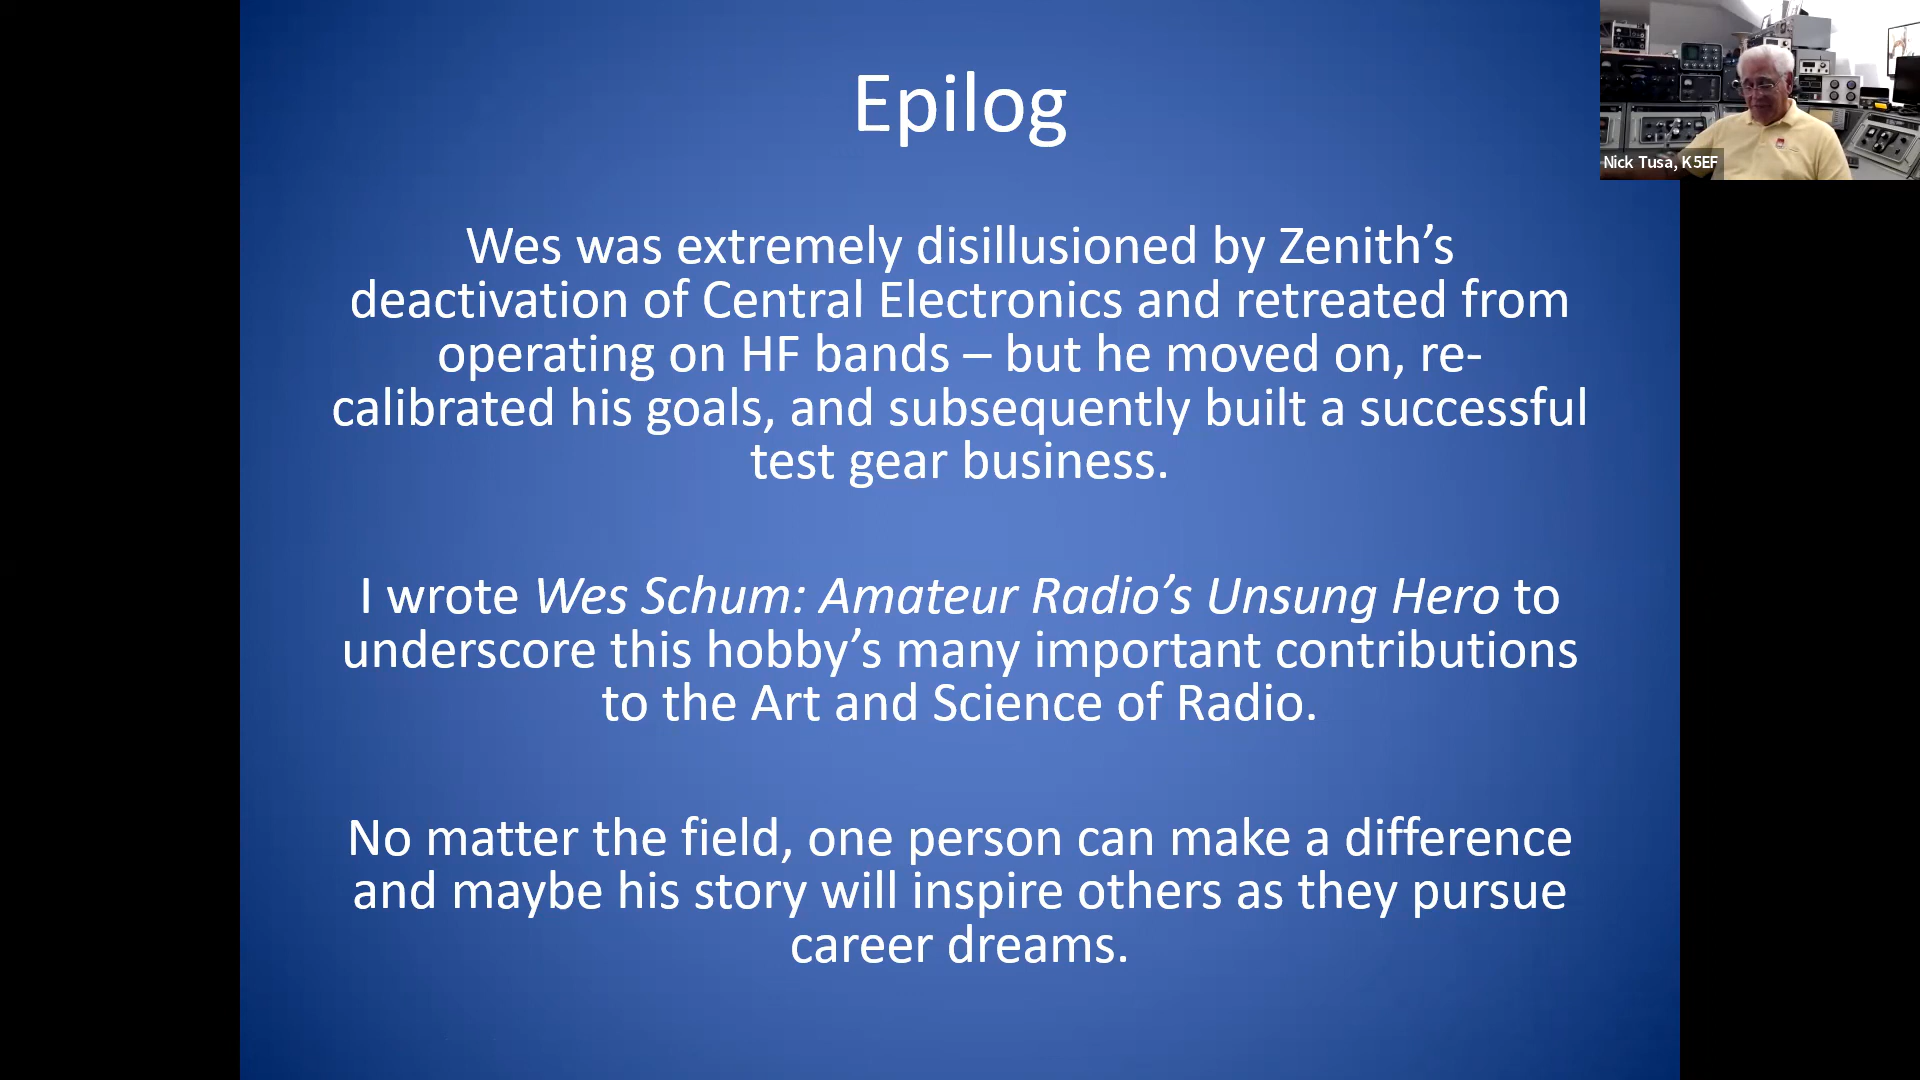 Epilog
Nick Tusa, K5EF
Wes was extremely disillusioned by Zenith’s
deactivation of Central Electronics and retreated from
operating on HF bands – but he moved on, re-
calibrated his goals, and subsequently built a successful
test gear business.
I wrote Wes Schum: Amateur Radio’s Unsung Hero to
underscore this hobby’s many important contributions
to the Art and Science of Radio.
No matter the field, one person can make a difference
and maybe his story will inspire others as they pursue
career dreams.